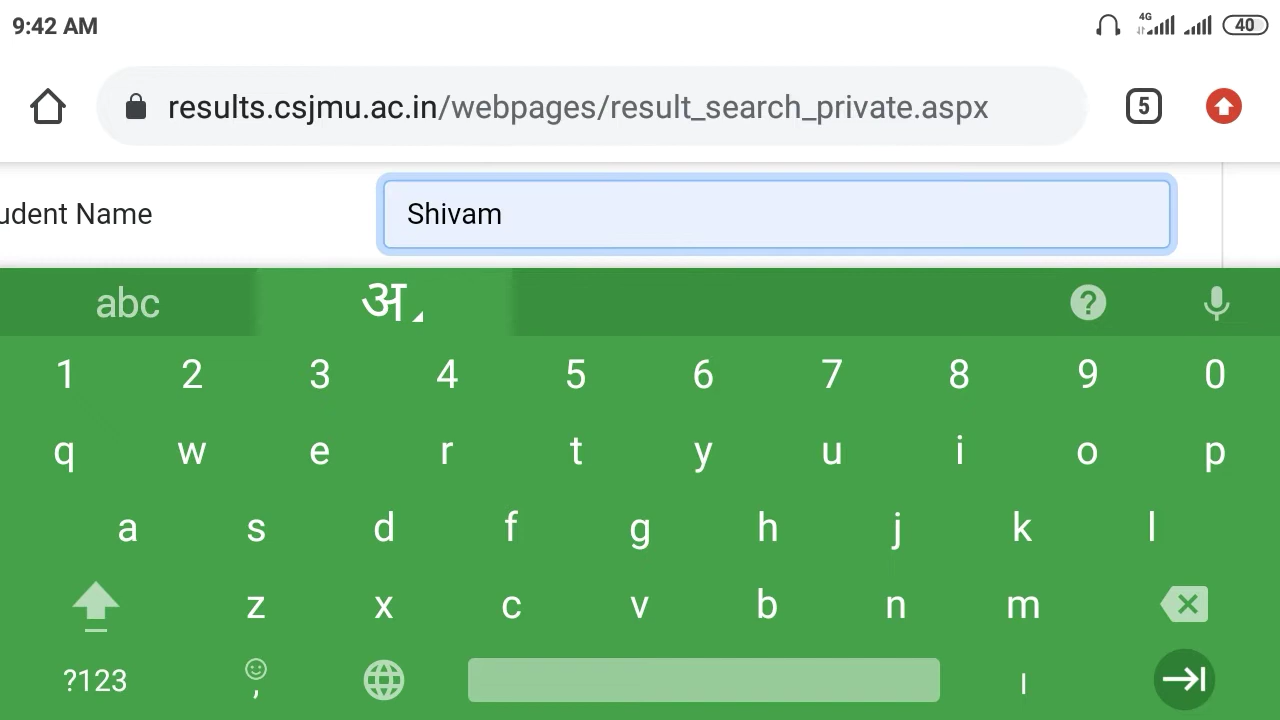 9:42 AM 4G 40
results.csjmu.ac.in/webpages/result_search_private.aspx 5
udent Name Shivam
abc अ ?
1 2 3 4 5 6 7 8 9 0
q w e r t y u i o p
a s d f g h j k l
z x c v b n m
?123 , ।